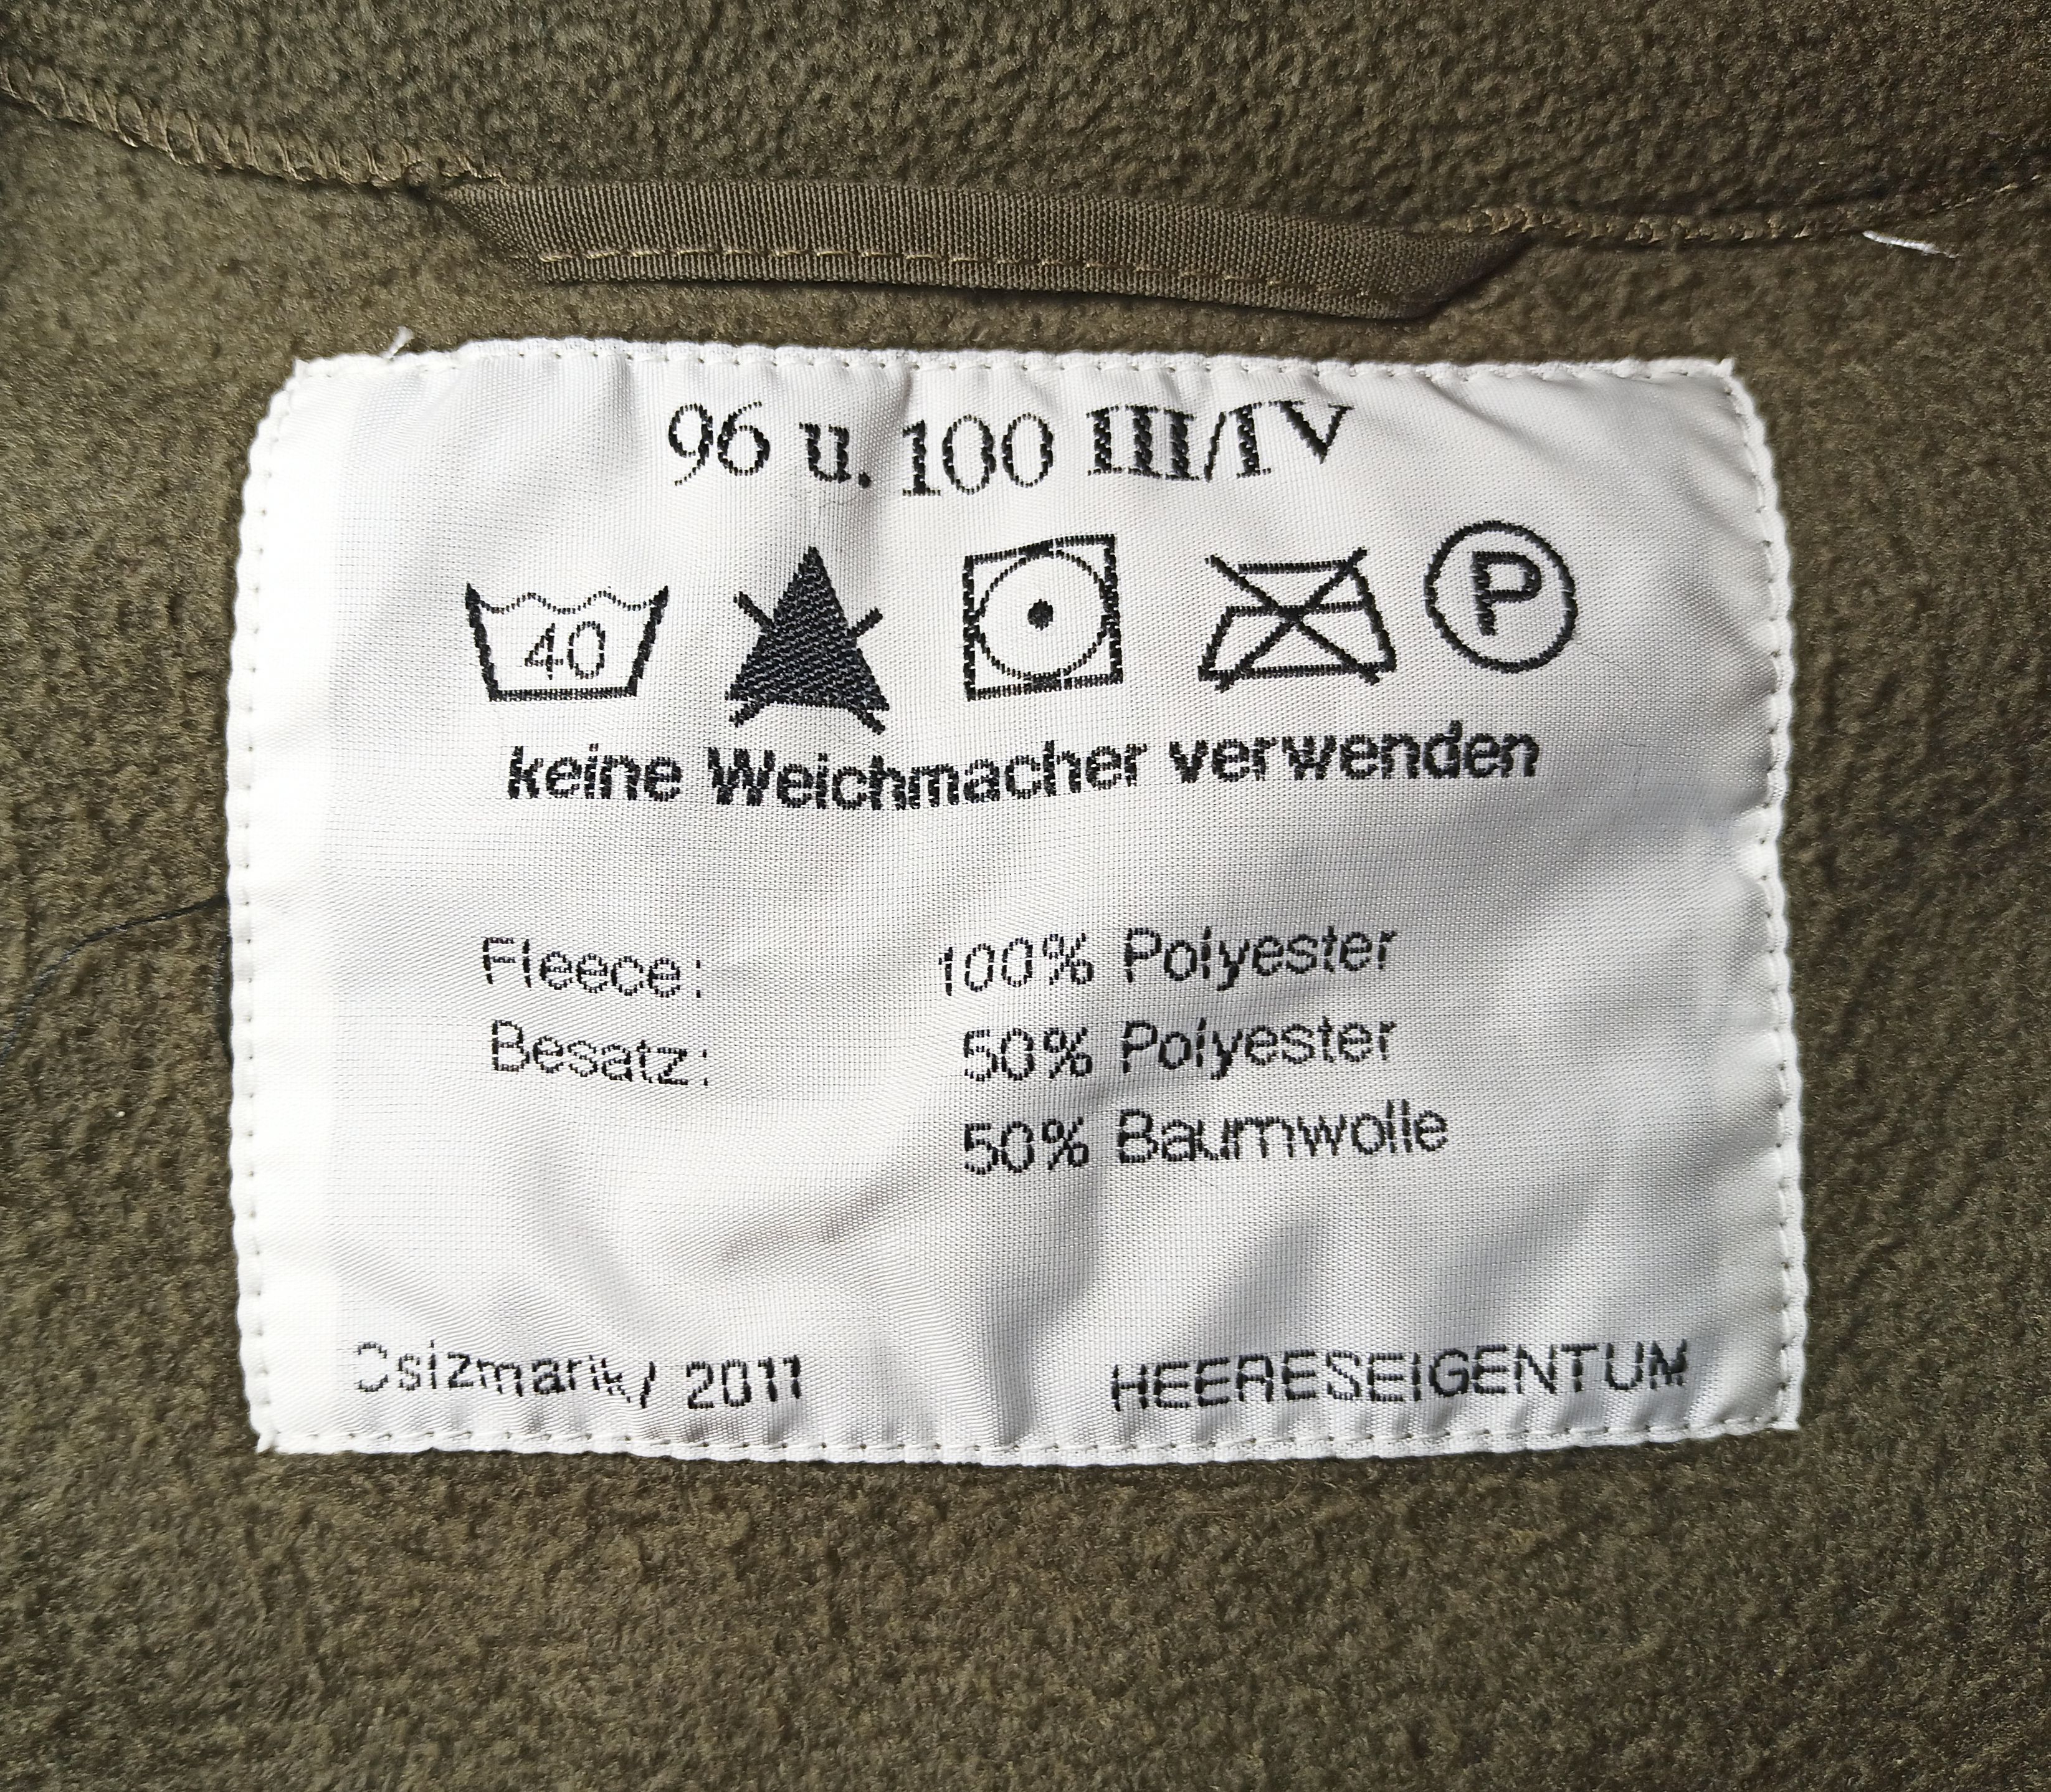 96 u. 100 III/IV
40 P
keine Weichmacher verwenden
Fleece: 100% Polyester
Besatz: 50% Polyester
50% Baumwolle
2011 HEERESEIGENTUM